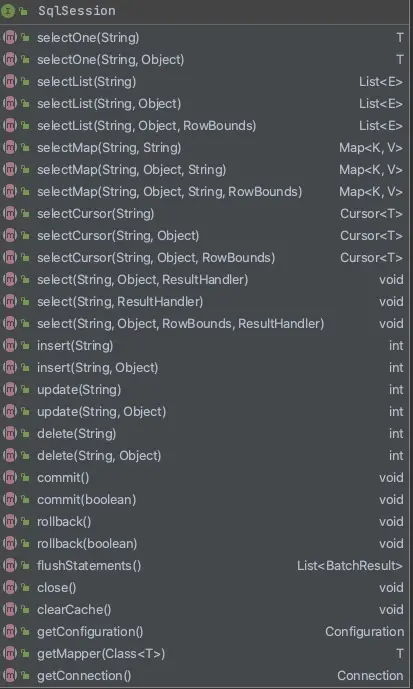 SqlSession
selectOne(String) T
selectOne(String, Object) T
selectList(String) List<E>
selectList(String, Object) List<E>
selectList(String, Object, RowBounds) List<E>
selectMap(String, String) Map<K, V>
selectMap(String, Object, String) Map<K, V>
selectMap(String, Object, String, RowBounds) Map<K, V>
selectCursor(String) Cursor<T>
selectCursor(String, Object) Cursor<T>
selectCursor(String, Object, RowBounds) Cursor<T>
select(String, Object, ResultHandler) void
select(String, ResultHandler) void
select(String, Object, RowBounds, ResultHandler) void
insert(String) int
insert(String, Object) int
update(String) int
update(String, Object) int
delete(String) int
delete(String, Object) int
commit() void
commit(boolean) void
rollback() void
rollback(boolean) void
flushStatements() List<BatchResult>
close() void
clearCache() void
getConfiguration() Configuration
getMapper(Class<T>) T
getConnection() Connection